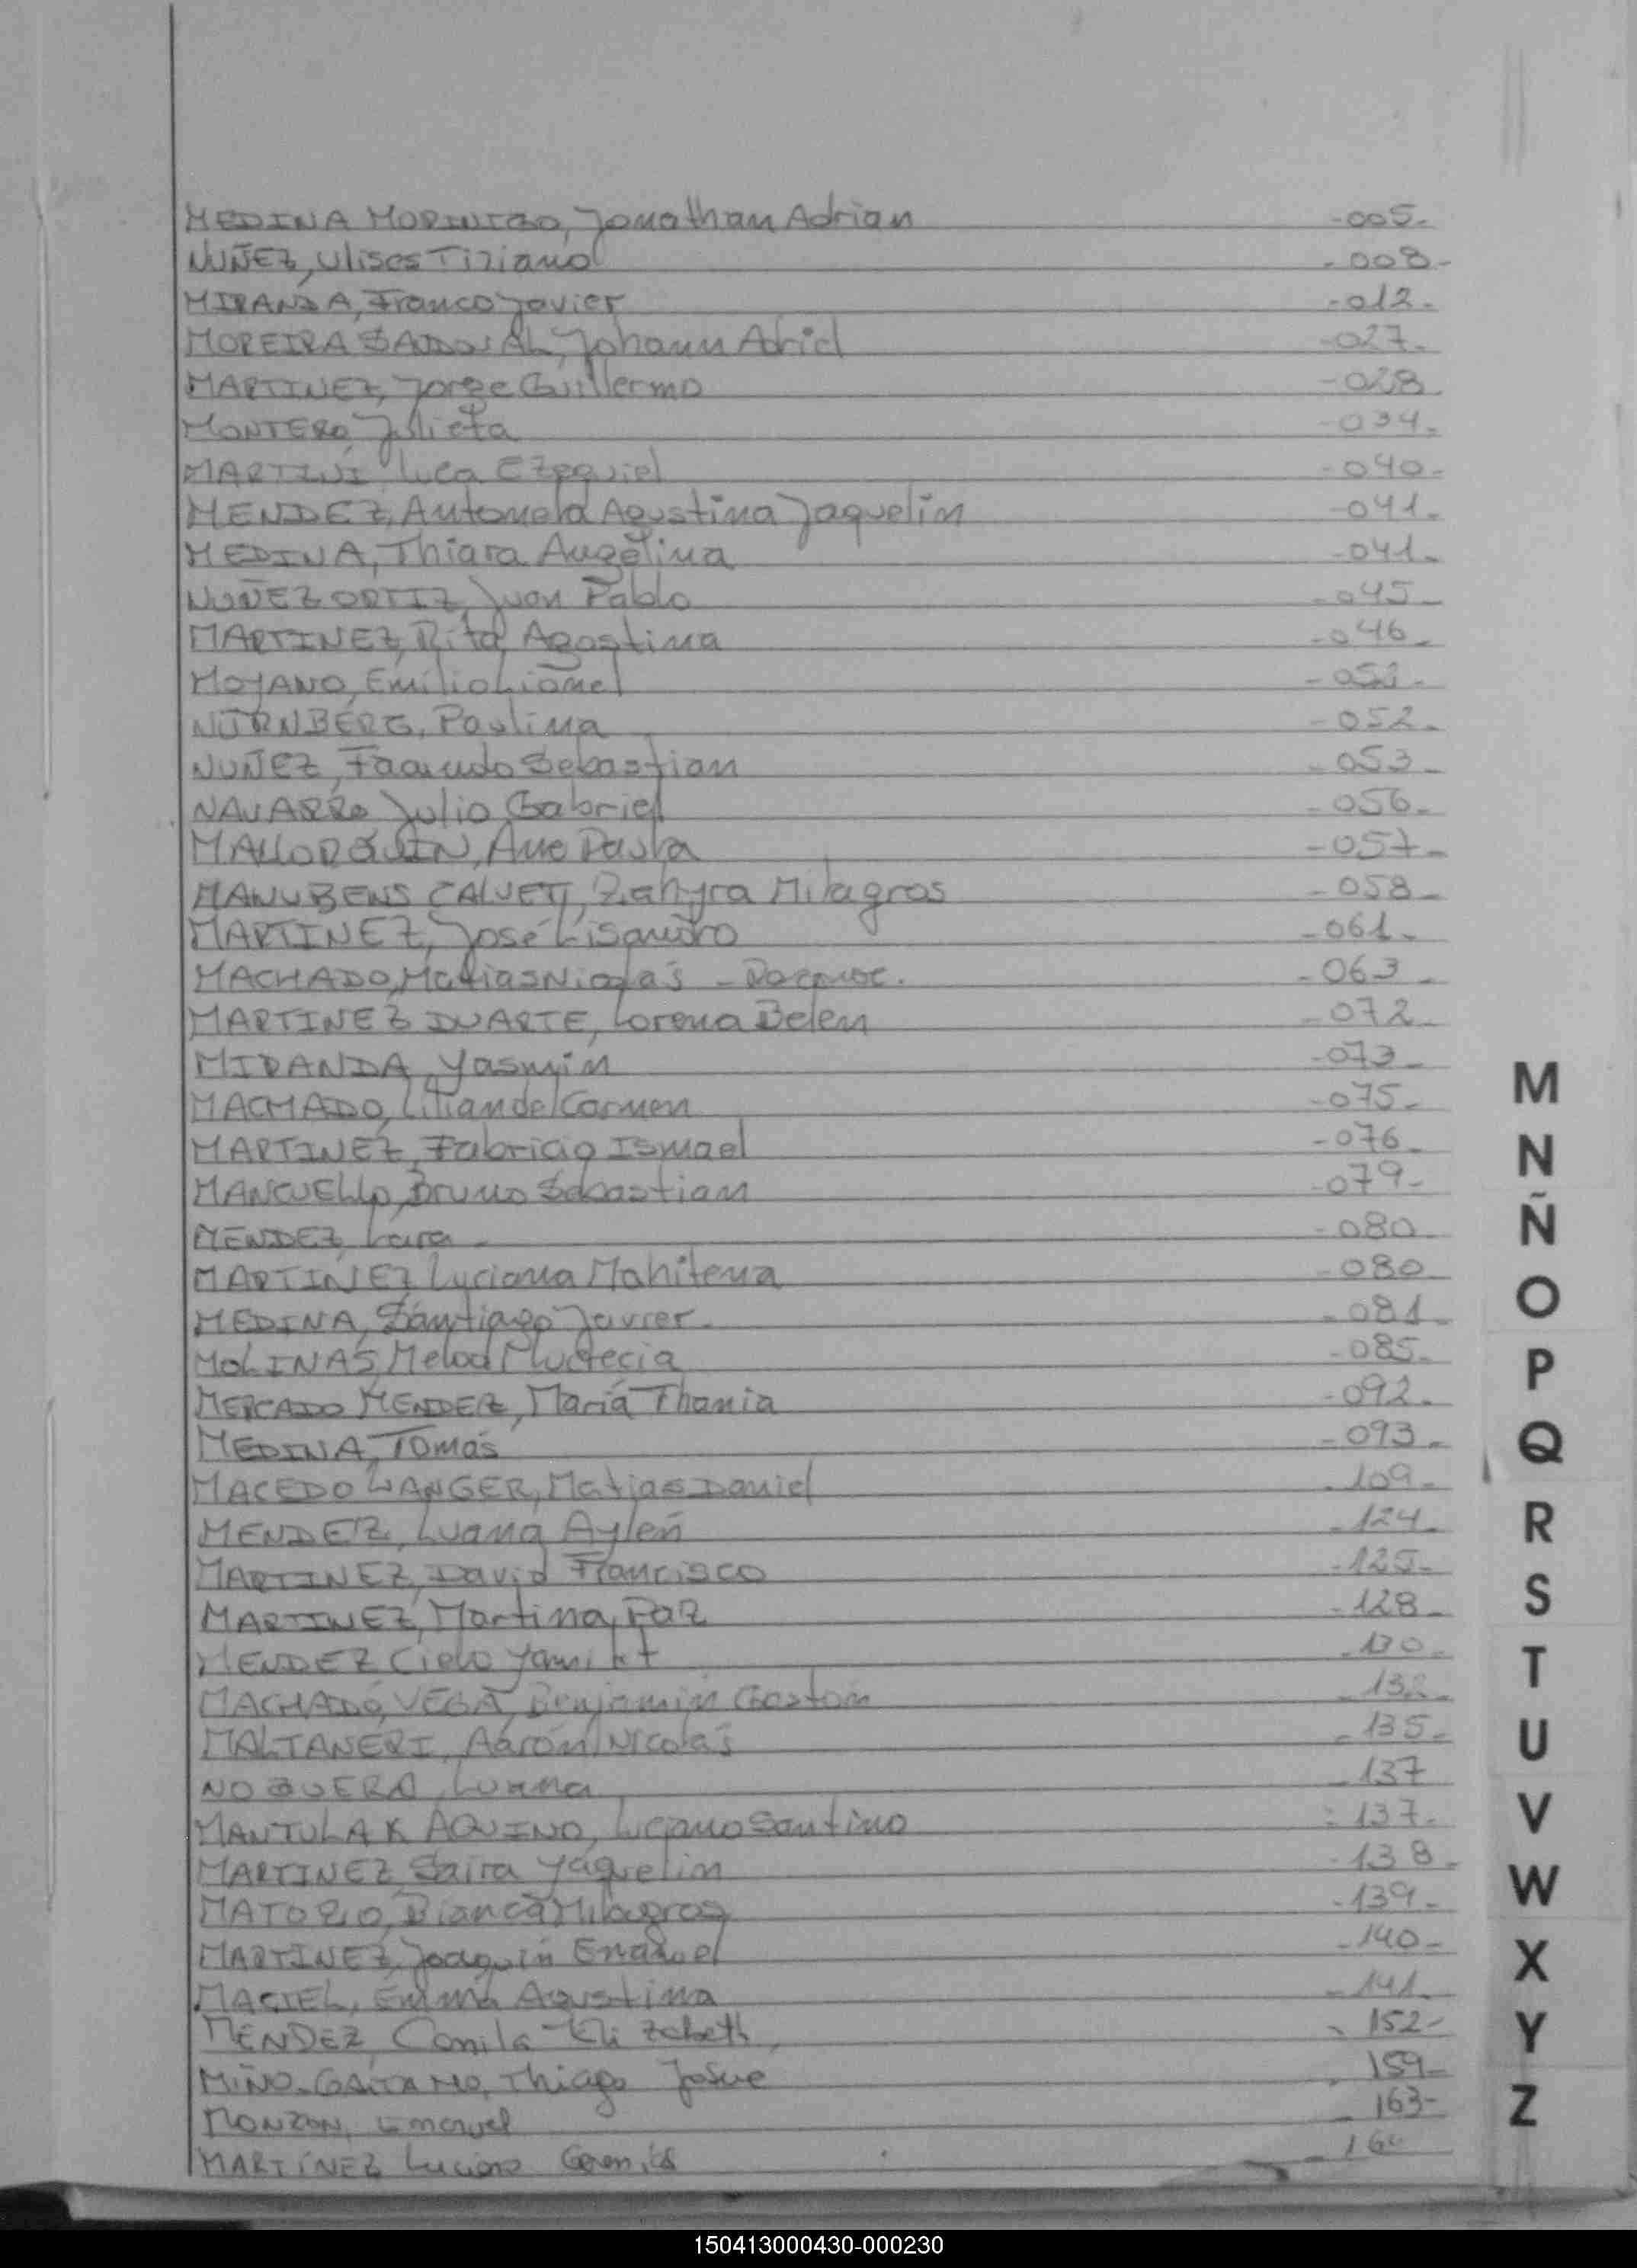 MEDINA MORINIGO, Jonathan Adrian -005-
NUÑEZ, Ulises Tiziano -008-
MIRANDA, Franco Javier -012-
MOREIRA SANDOVAL, Johann Adriel -027-
MARTINEZ, Jorge Guillermo -028
MONTERO, Julieta -034-
MARTINI Luca Ezequiel -040-
MENDEZ, Antonela Agustina Jaquelin -041-
MEDINA, Thiara Angelina -041-
NUÑEZ ORTIZ, Juan Pablo -045-
MARTINEZ, Rita Agostina -046-
MOYANO, Emilio Lionel
NÜRNBERG, Paulina -052-
NUÑEZ, Facundo Sebastian -053-
NAVARRO Julio Gabriel -056-
MALLORQUIN, Ana Paula -057-
MANUBENS CALVET, Zahyra Milagros -058-
MARTINEZ, José Lisandro -061-
MACHADO, Matias Nicolás - -063-
MARTINEZ DUARTE, Lorena Belen -072-
MIRANDA, Yasmin -073-
MACHADO, Lilian del Carmen -075-
MARTINEZ, Fabricio Ismael -076-
MANCUELLO, Bruno Sebastian -079-
MENDEZ, Lara - -080-
MARTINEZ, Luciana Mahitena -080-
MEDINA, Santiago Javier -081-
MOLINAS, -085-
MERCADO MENDEZ, María Thania -092-
MEDINA, Tomás -093-
MACEDO WANGER, Matias Daniel -109-
MENDEZ, Luana Aylén -124-
MARTINEZ, David Francisco -125-
MARTINEZ, Martina Paz -128-
MENDEZ Cielo -130-
MACHADO, VEGA, Benjamin Gaston -132-
MALTANERI, Aarón Nicolás -135-
NOGUERA, Luana -137
MANTULAK AQUINO, Luciano Santino -137-
MARTINEZ Saira Yaquelin -138-
MATORIO, Bianca Milagros -139-
MARTINEZ, Joaquin Emanuel -140-
MACIEL, Emma Agustina -141-
MENDEZ, Camila Elizabeth, -152-
MIÑO-GAITANO, Thiago Josue -159-
MONZON, Emanuel -163-
MARTÍNEZ Luciana
M
N
Ñ
O
P
Q
R
S
T
U
V
W
X
Y
Z
150413000430-000230